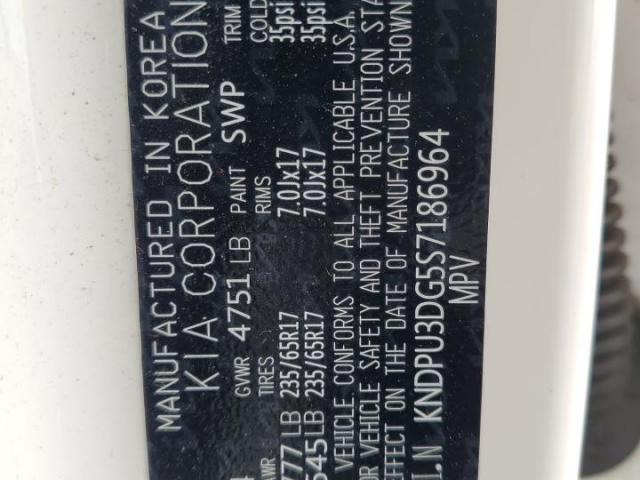 MANUFACTURED IN KOREA
KIA CORPORATION
GVWR 4751 LB PAINT SWP TRIM
TIRES RIMS COLD
777 LB 235/65R17 7.0Jx17 35psi
545 LB 235/65R17 7.0Jx17 35psi
VEHICLE CONFORMS TO ALL APPLICABLE U.S.A.
OR VEHICLE SAFETY AND THEFT PREVENTION STA
EFFECT ON THE DATE OF MANUFACTURE SHOWN
I.N KNDPU3DG5S7186964
MPV